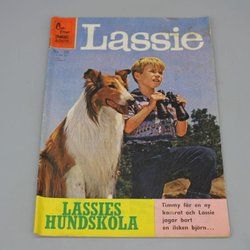 Lassie
LASSIES
HUNDSKOLA
Timmy får en ny
kamrat och Lassie
jagar bort
en ilsken björn...